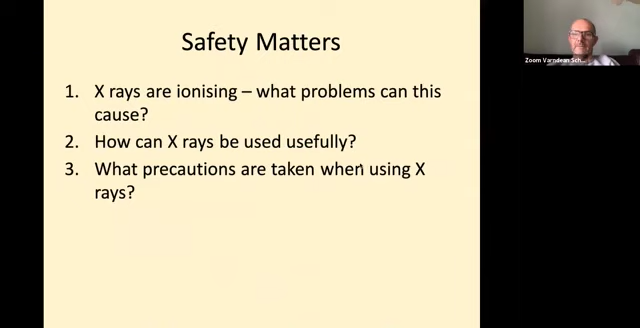 Safety Matters
1. X rays are ionising – what problems can this
cause?
2. How can X rays be used usefully?
3. What precautions are taken when using X
rays?
Zoom Varndean Sch...